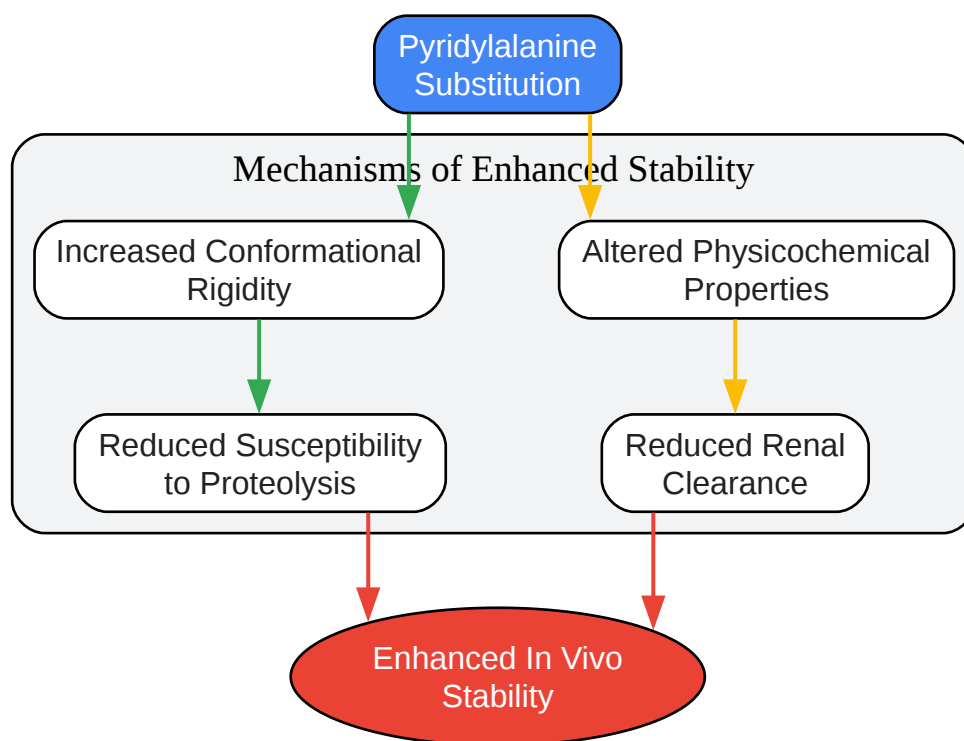 Pyridylalanine
Substitution
Mechanisms of Enhanced Stability
Increased Conformational
Rigidity
Altered Physicochemical
Properties
Reduced Susceptibility
to Proteolysis
Reduced Renal
Clearance
Enhanced In Vivo
Stability